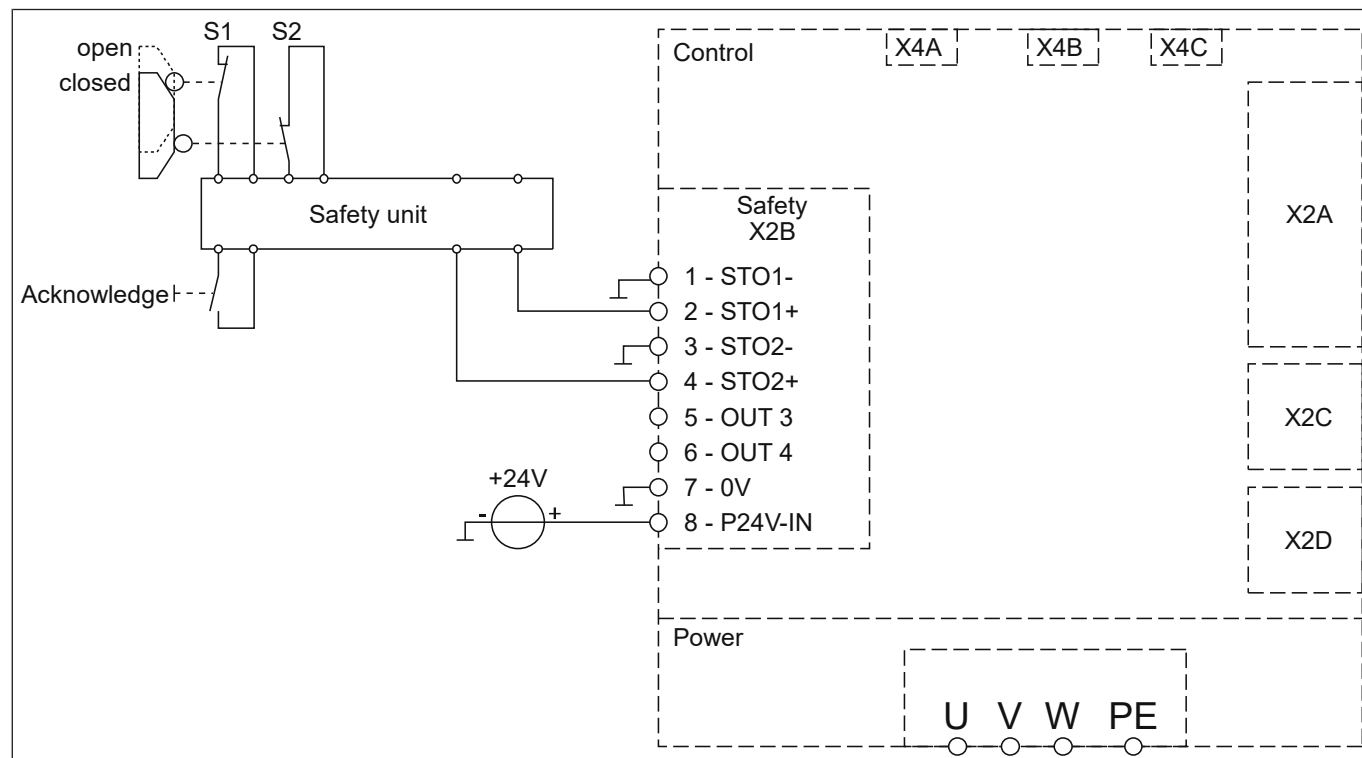 S1
S2
open
closed
Safety unit
Acknowledge
+24V
-
+
Control
X4A
X4B
X4C
Safety
X2B
1 - STO1-
2 - STO1+
3 - STO2-
4 - STO2+
5 - OUT 3
6 - OUT 4
7 - 0V
8 - P24V-IN
X2A
X2C
X2D
Power
U V W PE